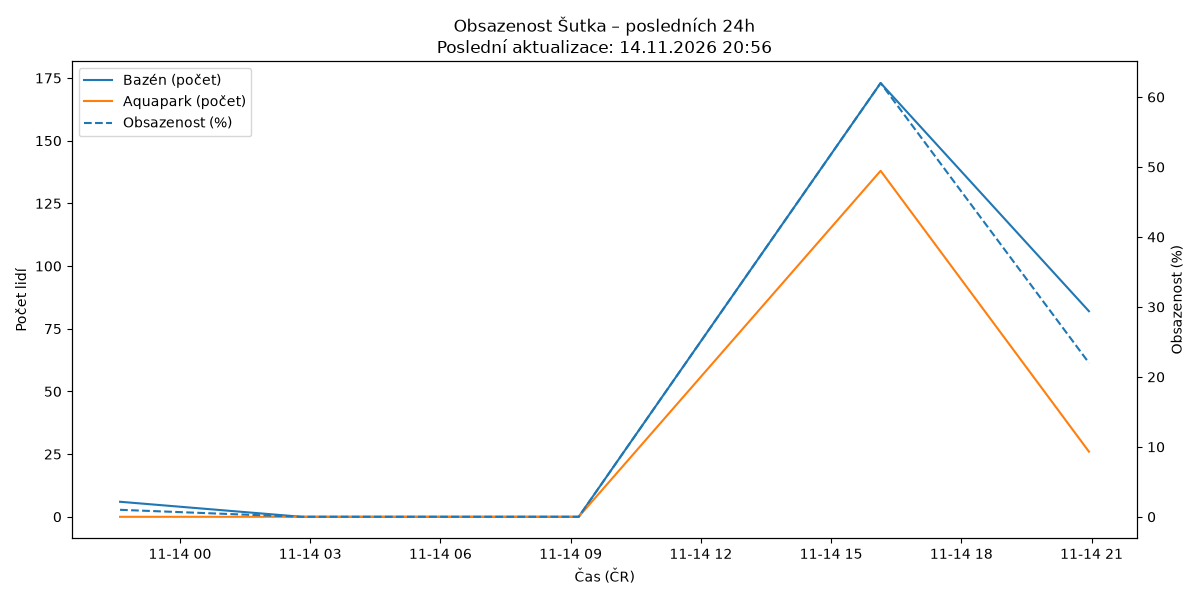 Obsazenost Šutka – posledních 24h
Poslední aktualizace: 14.11.2026 20:56
Bazén (počet)
Aquapark (počet)
Obsazenost (%)
175
150
125
100
75
50
25
0
Počet lidí
60
50
40
30
20
10
0
Obsazenost (%)
11-14 00
11-14 03
11-14 06
11-14 09
11-14 12
11-14 15
11-14 18
11-14 21
Čas (ČR)